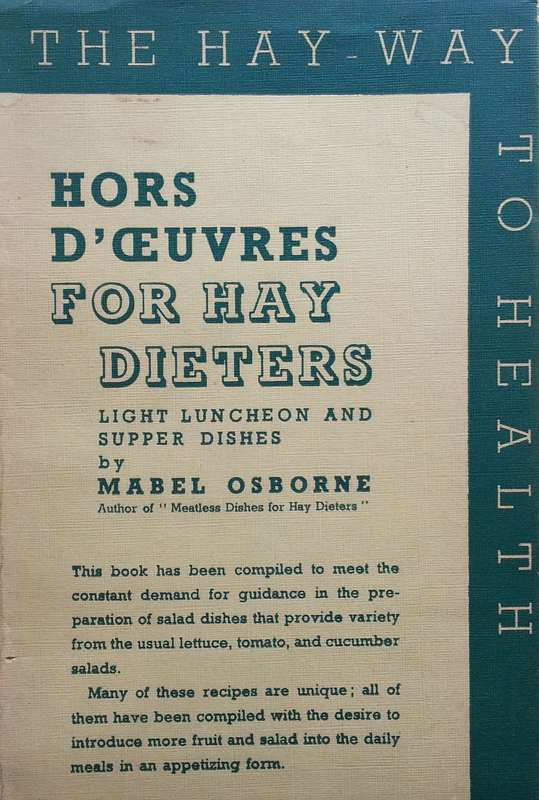 THE HAY-WAY
TO HEALTH
HORS
D'ŒUVRES
FOR HAY
DIETERS
LIGHT LUNCHEON AND
SUPPER DISHES
by
MABEL OSBORNE
Author of "Meatless Dishes for Hay Dieters"
This book has been compiled to meet the
constant demand for guidance in the pre-
paration of salad dishes that provide variety
from the usual lettuce, tomato, and cucumber
salads.
Many of these recipes are unique; all of
them have been compiled with the desire to
introduce more fruit and salad into the daily
meals in an appetizing form.